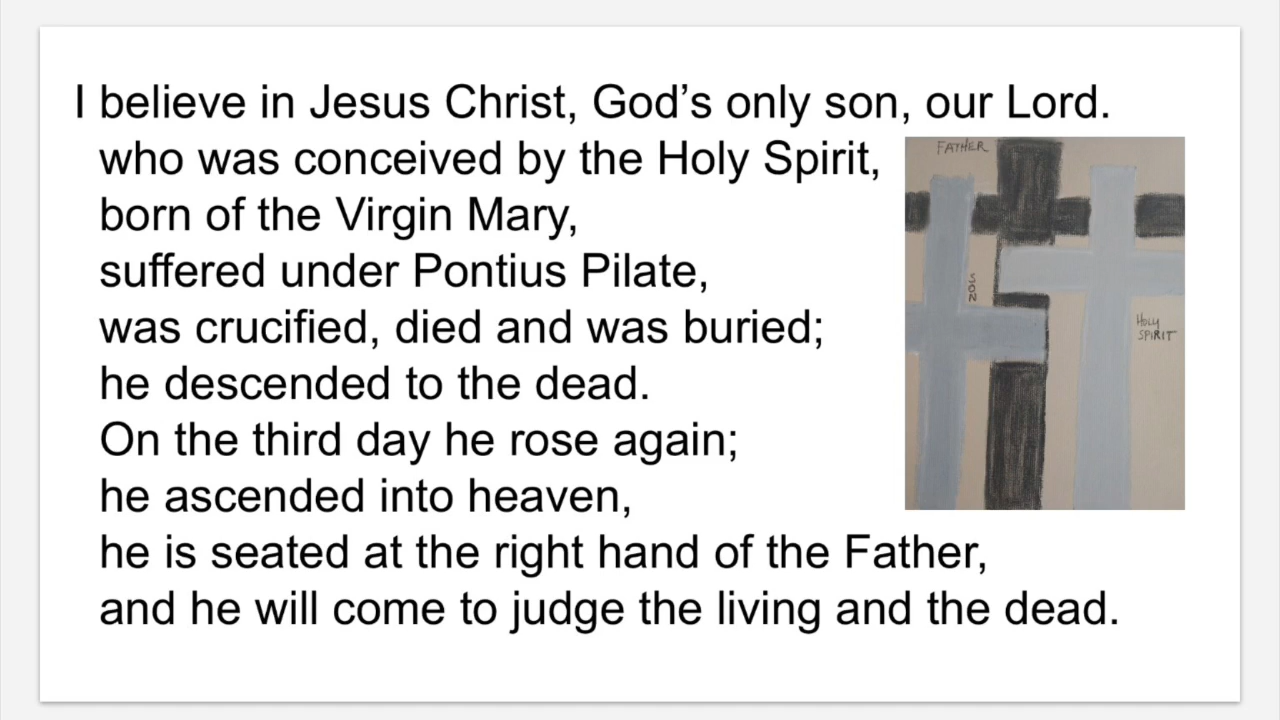 I believe in Jesus Christ, God’s only son, our Lord.
who was conceived by the Holy Spirit,
born of the Virgin Mary,
suffered under Pontius Pilate,
was crucified, died and was buried;
he descended to the dead.
On the third day he rose again;
he ascended into heaven,
he is seated at the right hand of the Father,
and he will come to judge the living and the dead.
FATHER
SON
HOLY
SPIRIT